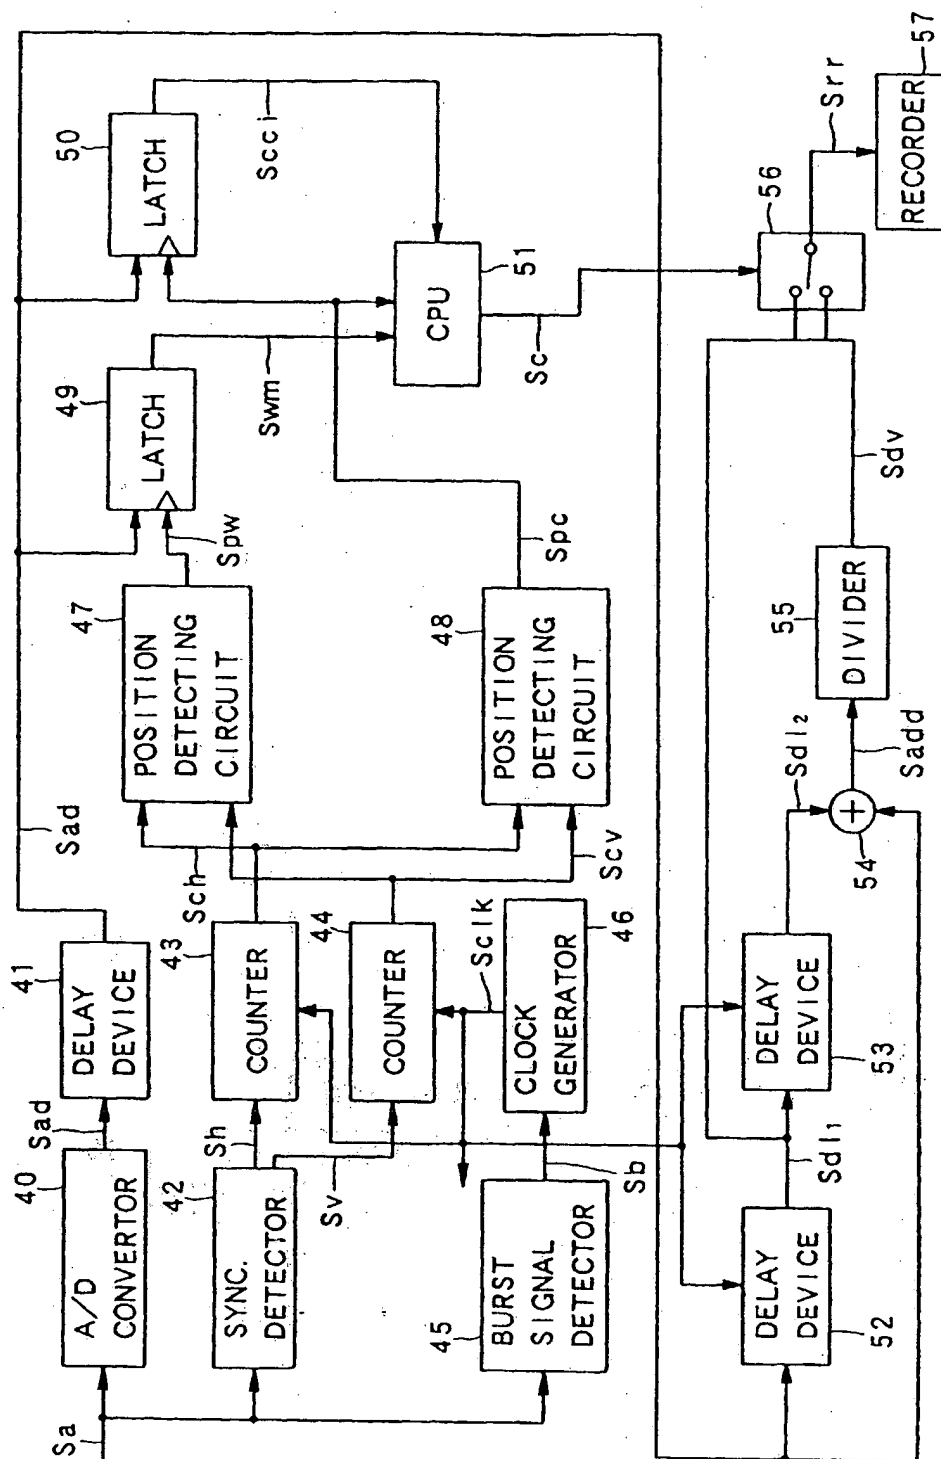 Sa
40
A/D
CONVERTOR
Sad
41
DELAY
DEVICE
Sad
42
SYNC.
DETECTOR
Sh
Sv
43
COUNTER
44
COUNTER
Sch
Scv
45
BURST
SIGNAL
DETECTOR
Sb
46
CLOCK
GENERATOR
Sclk
47
POSITION
DETECTING
CIRCUIT
Spw
48
POSITION
DETECTING
CIRCUIT
Spc
49
LATCH
Swm
50
LATCH
Scci
CPU
51
Sc
DELAY
DEVICE
52
Sdl1
DELAY
DEVICE
53
Sdl2
54
+
Sadd
55
DIVIDER
Sdv
56
Srr
RECORDER
57